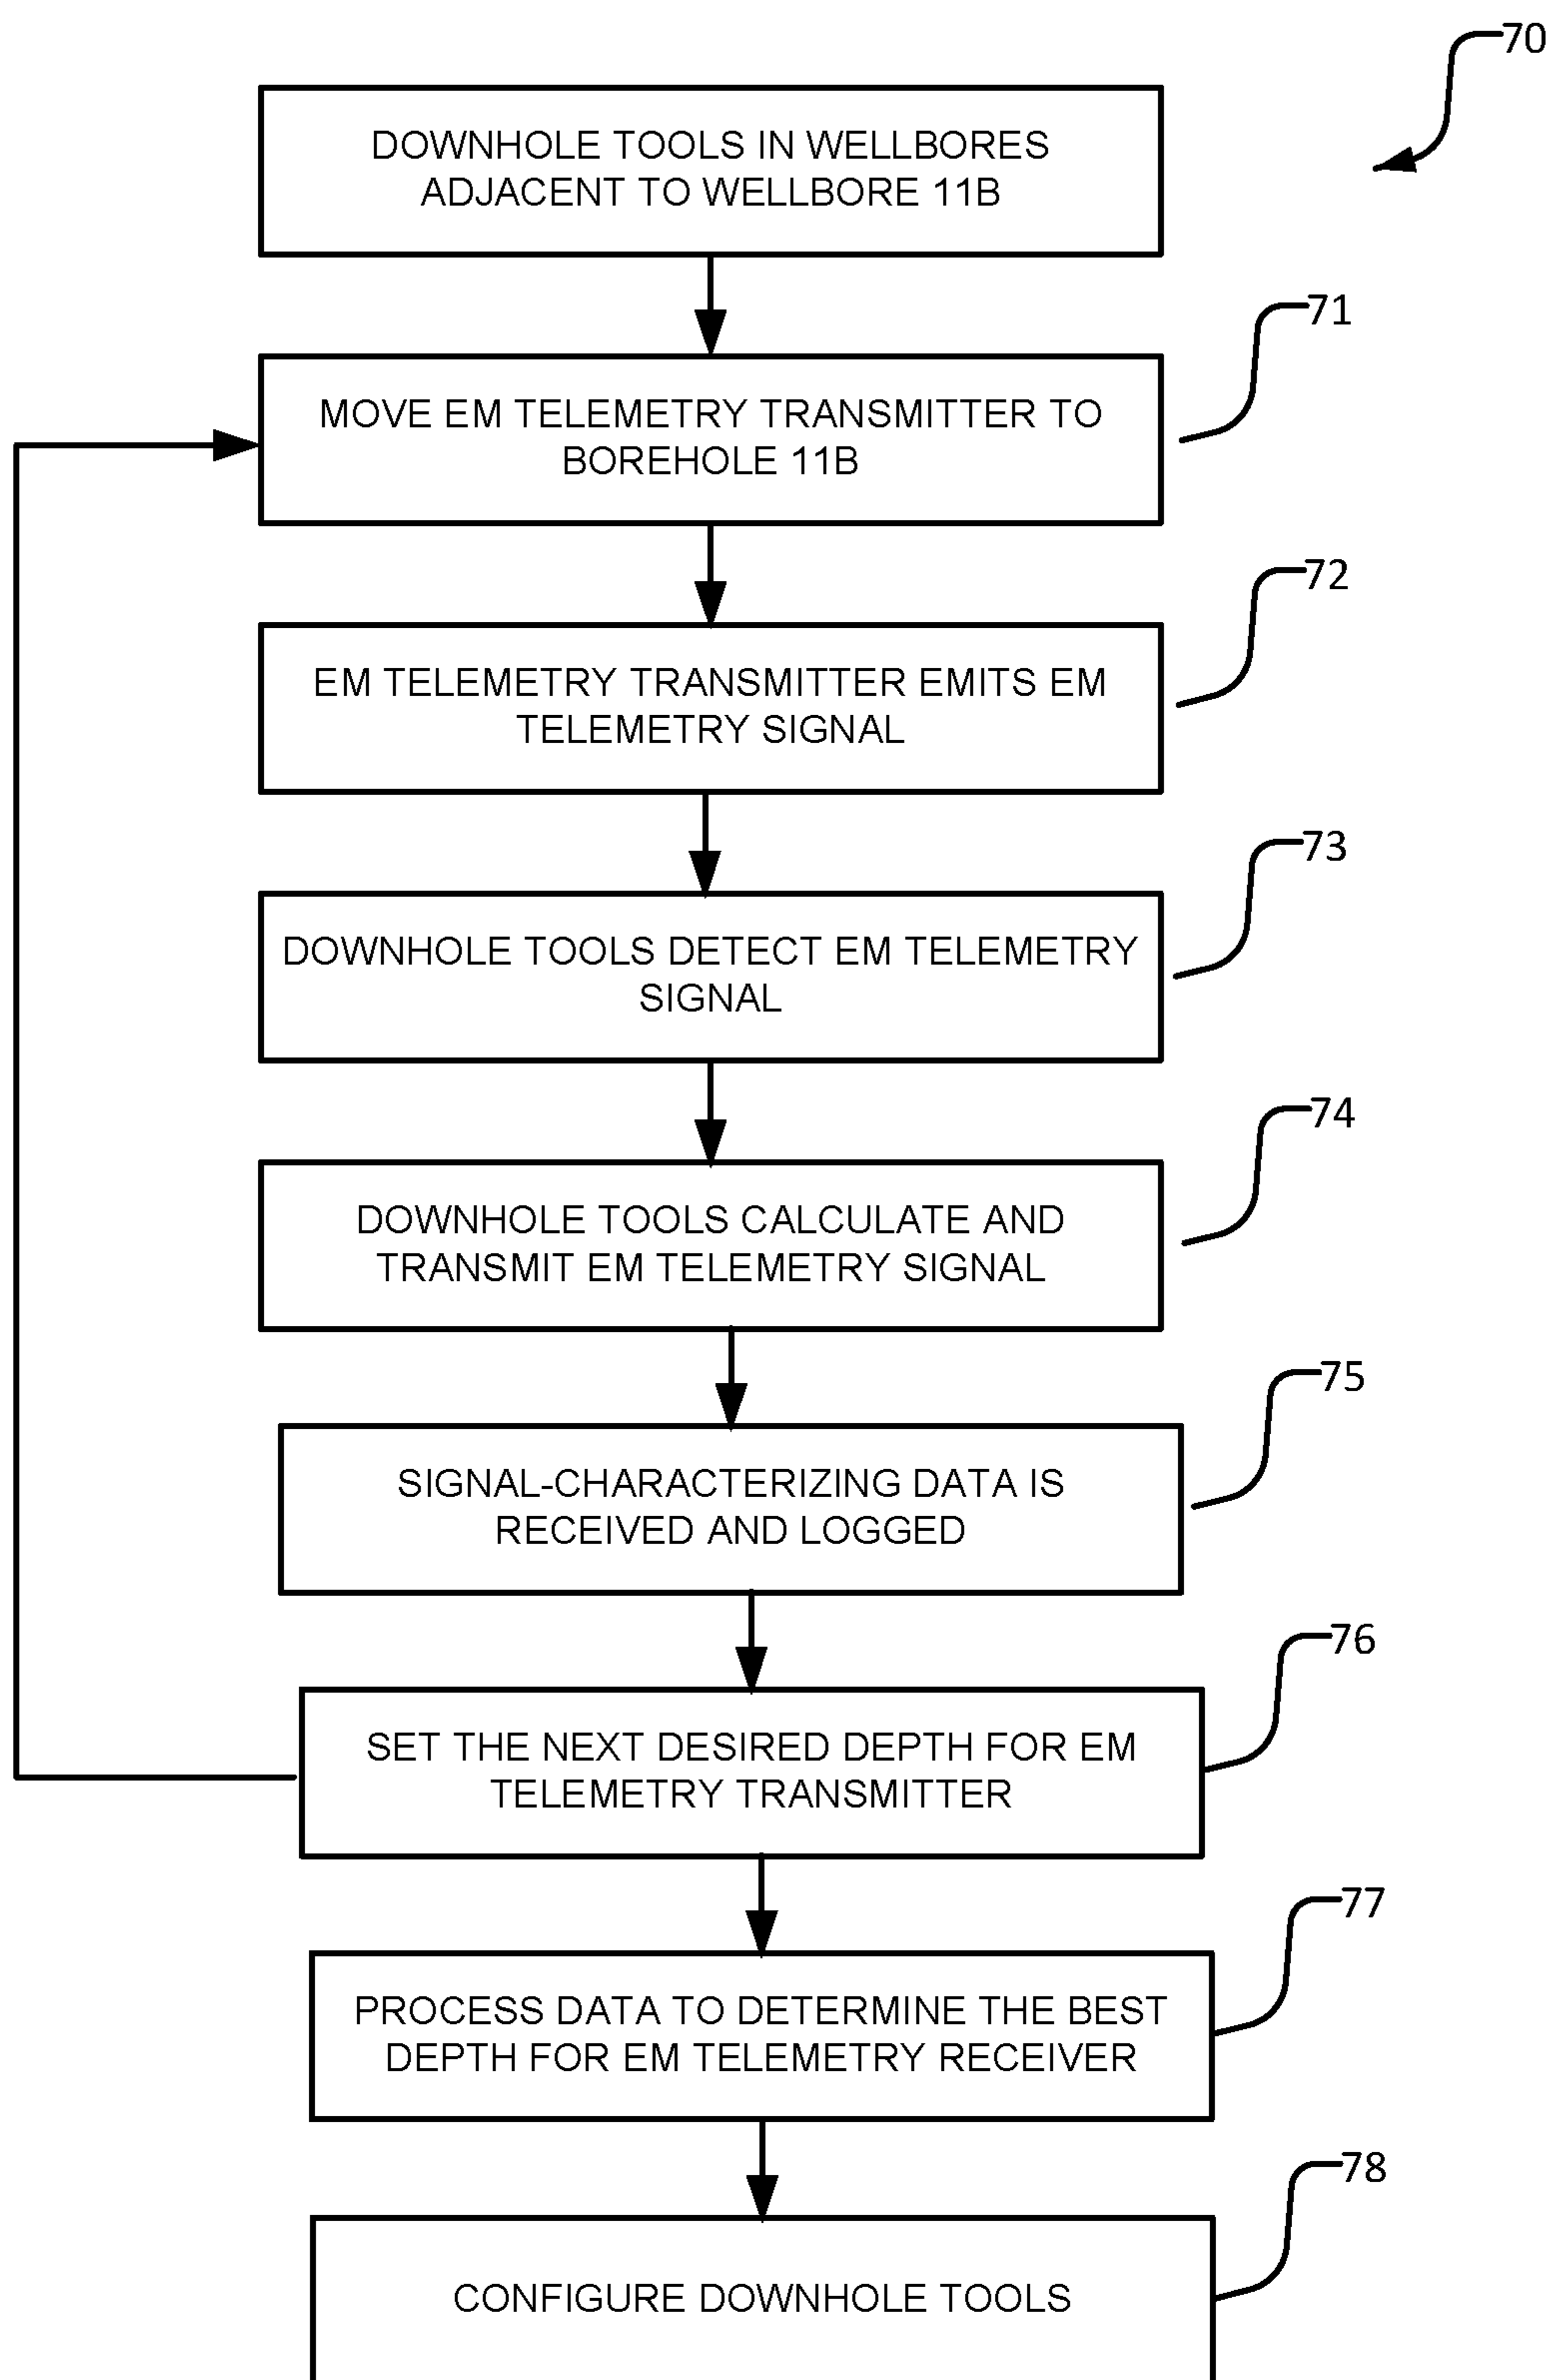 70
DOWNHOLE TOOLS IN WELLBORES
ADJACENT TO WELLBORE 11B
71
MOVE EM TELEMETRY TRANSMITTER TO
BOREHOLE 11B
72
EM TELEMETRY TRANSMITTER EMITS EM
TELEMETRY SIGNAL
73
DOWNHOLE TOOLS DETECT EM TELEMETRY
SIGNAL
74
DOWNHOLE TOOLS CALCULATE AND
TRANSMIT EM TELEMETRY SIGNAL
75
SIGNAL-CHARACTERIZING DATA IS
RECEIVED AND LOGGED
76
SET THE NEXT DESIRED DEPTH FOR EM
TELEMETRY TRANSMITTER
77
PROCESS DATA TO DETERMINE THE BEST
DEPTH FOR EM TELEMETRY RECEIVER
78
CONFIGURE DOWNHOLE TOOLS